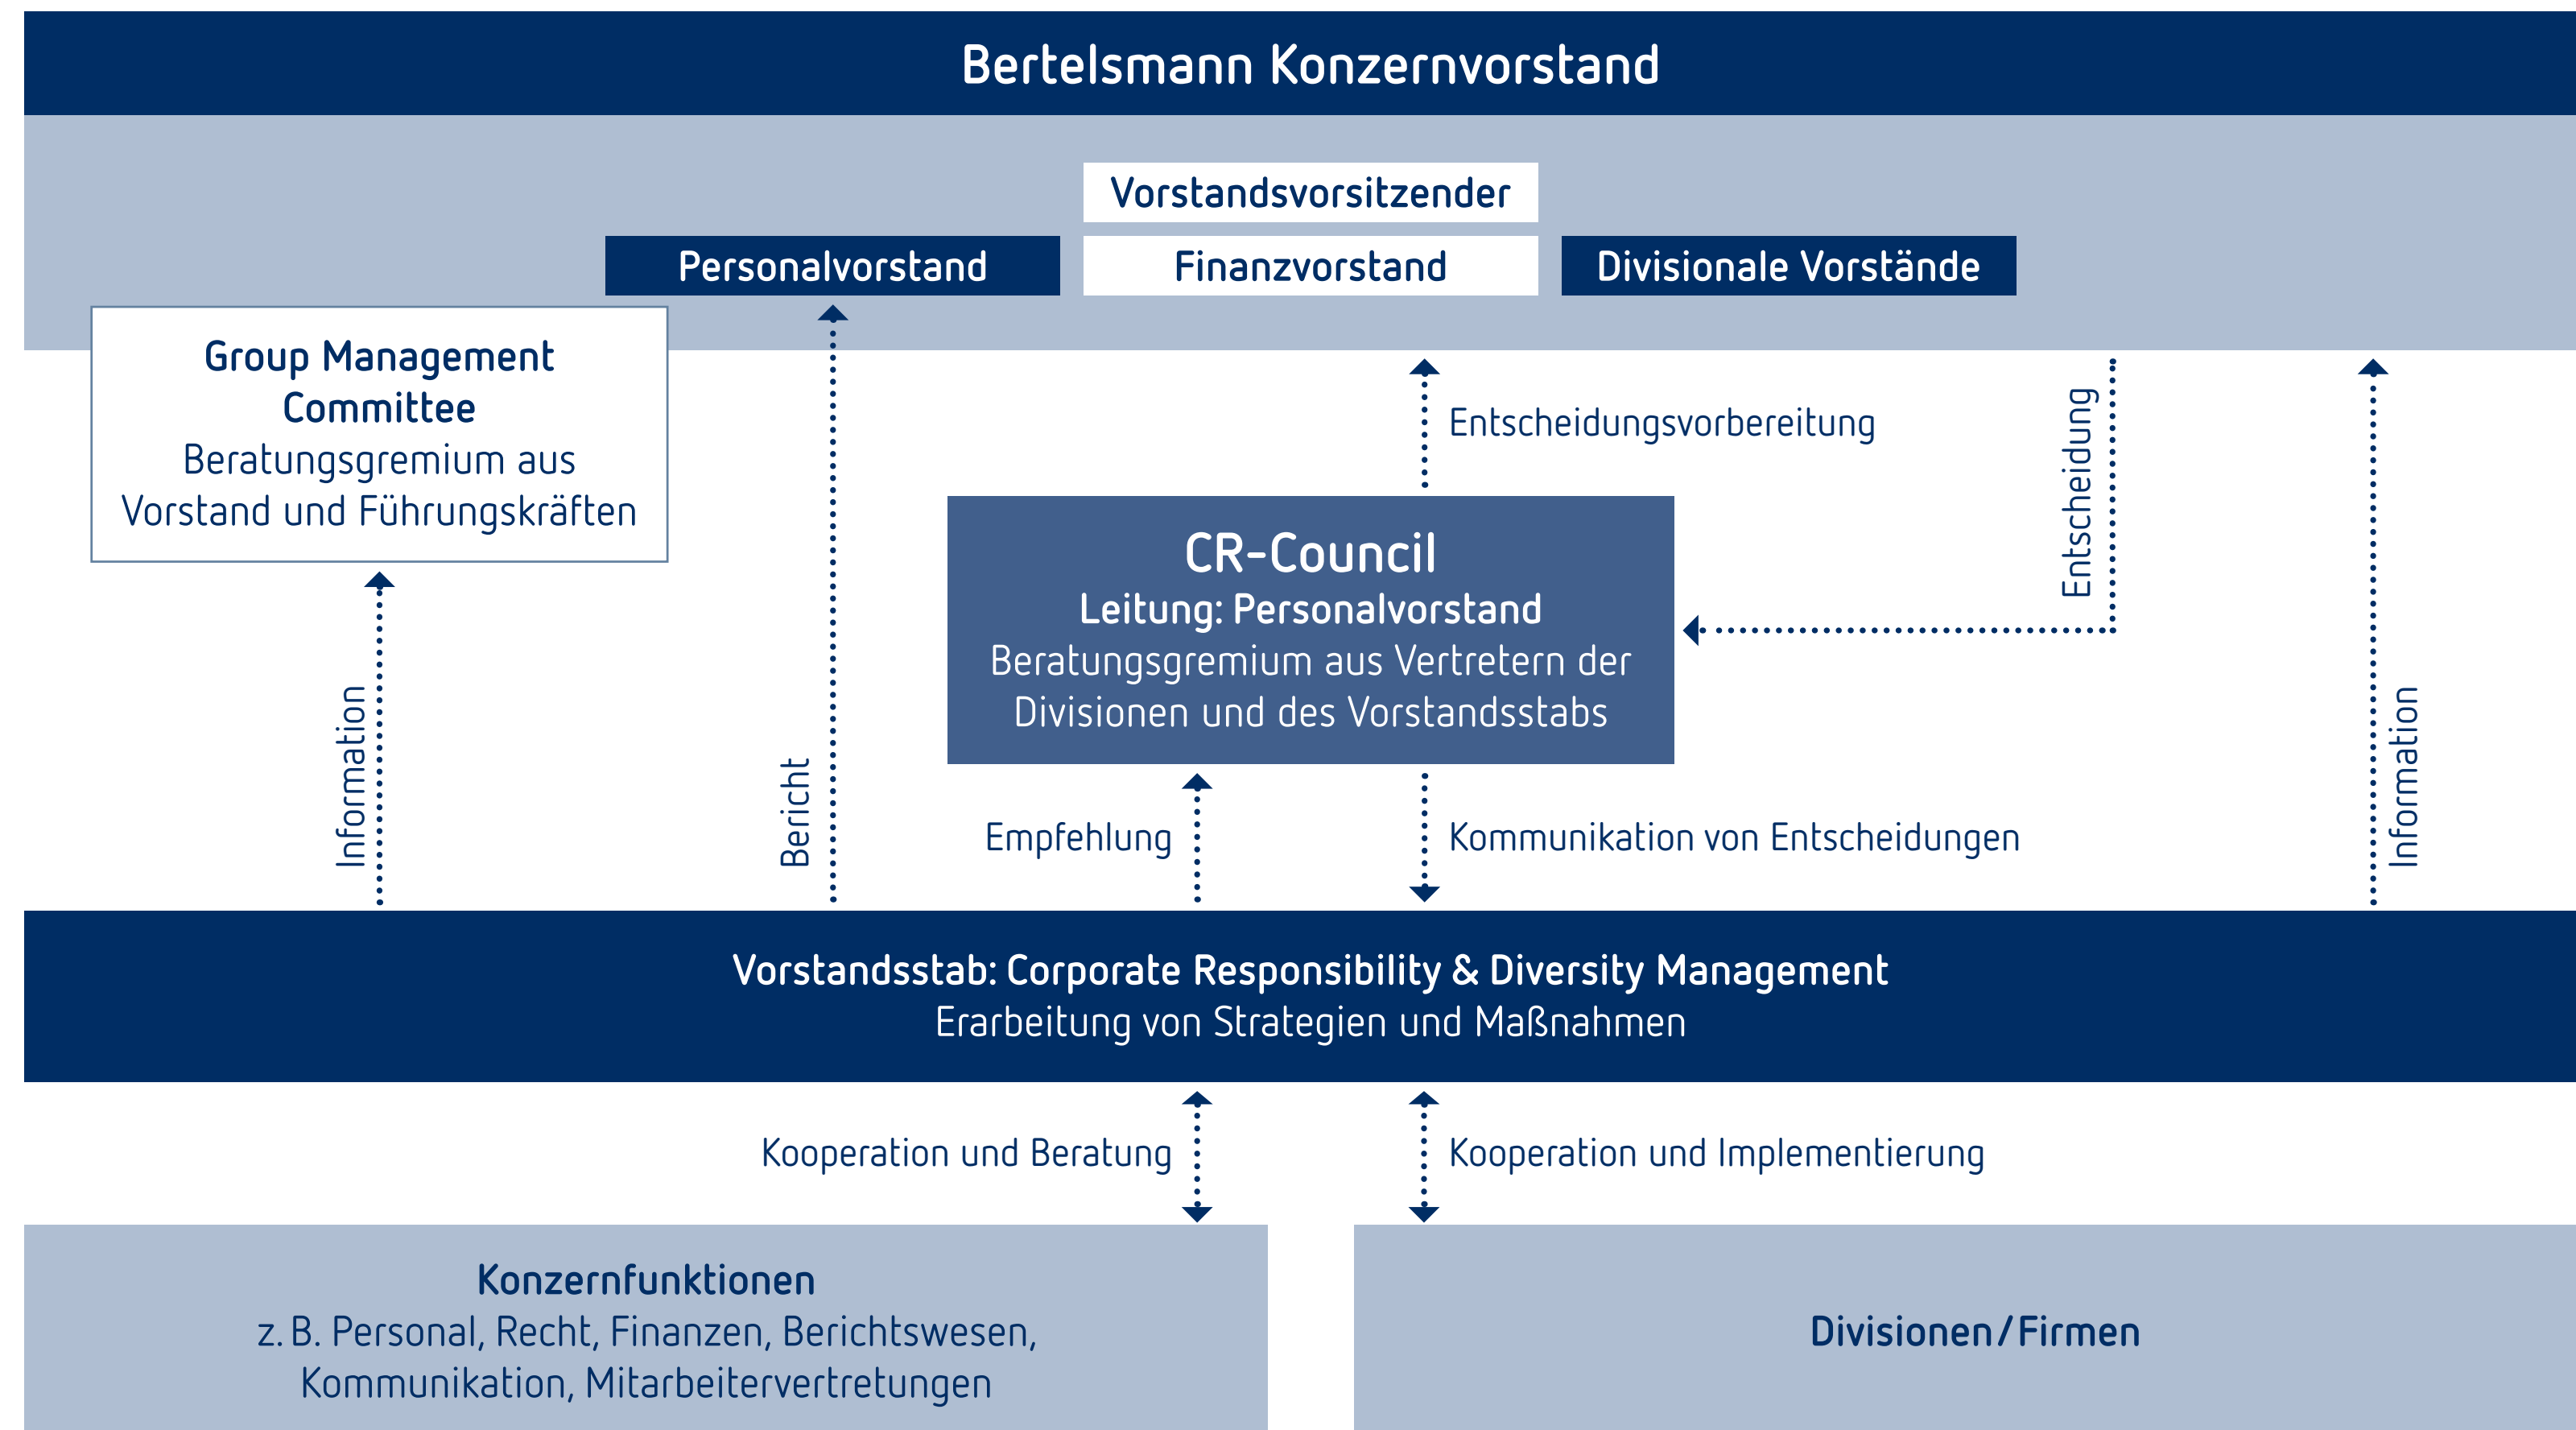 Bertelsmann Konzernvorstand
Vorstandsvorsitzender
Personalvorstand
Finanzvorstand
Divisionale Vorstände
Group Management
Committee
Beratungsgremium aus
Vorstand und Führungskräften
Entscheidungsvorbereitung
Entscheidung
CR-Council
Leitung: Personalvorstand
Beratungsgremium aus Vertretern der
Divisionen und des Vorstandsstabs
Information
Bericht
Empfehlung
Kommunikation von Entscheidungen
Information
Vorstandsstab: Corporate Responsibility & Diversity Management
Erarbeitung von Strategien und Maßnahmen
Kooperation und Beratung
Kooperation und Implementierung
Konzernfunktionen
z. B. Personal, Recht, Finanzen, Berichtswesen,
Kommunikation, Mitarbeitervertretungen
Divisionen/Firmen